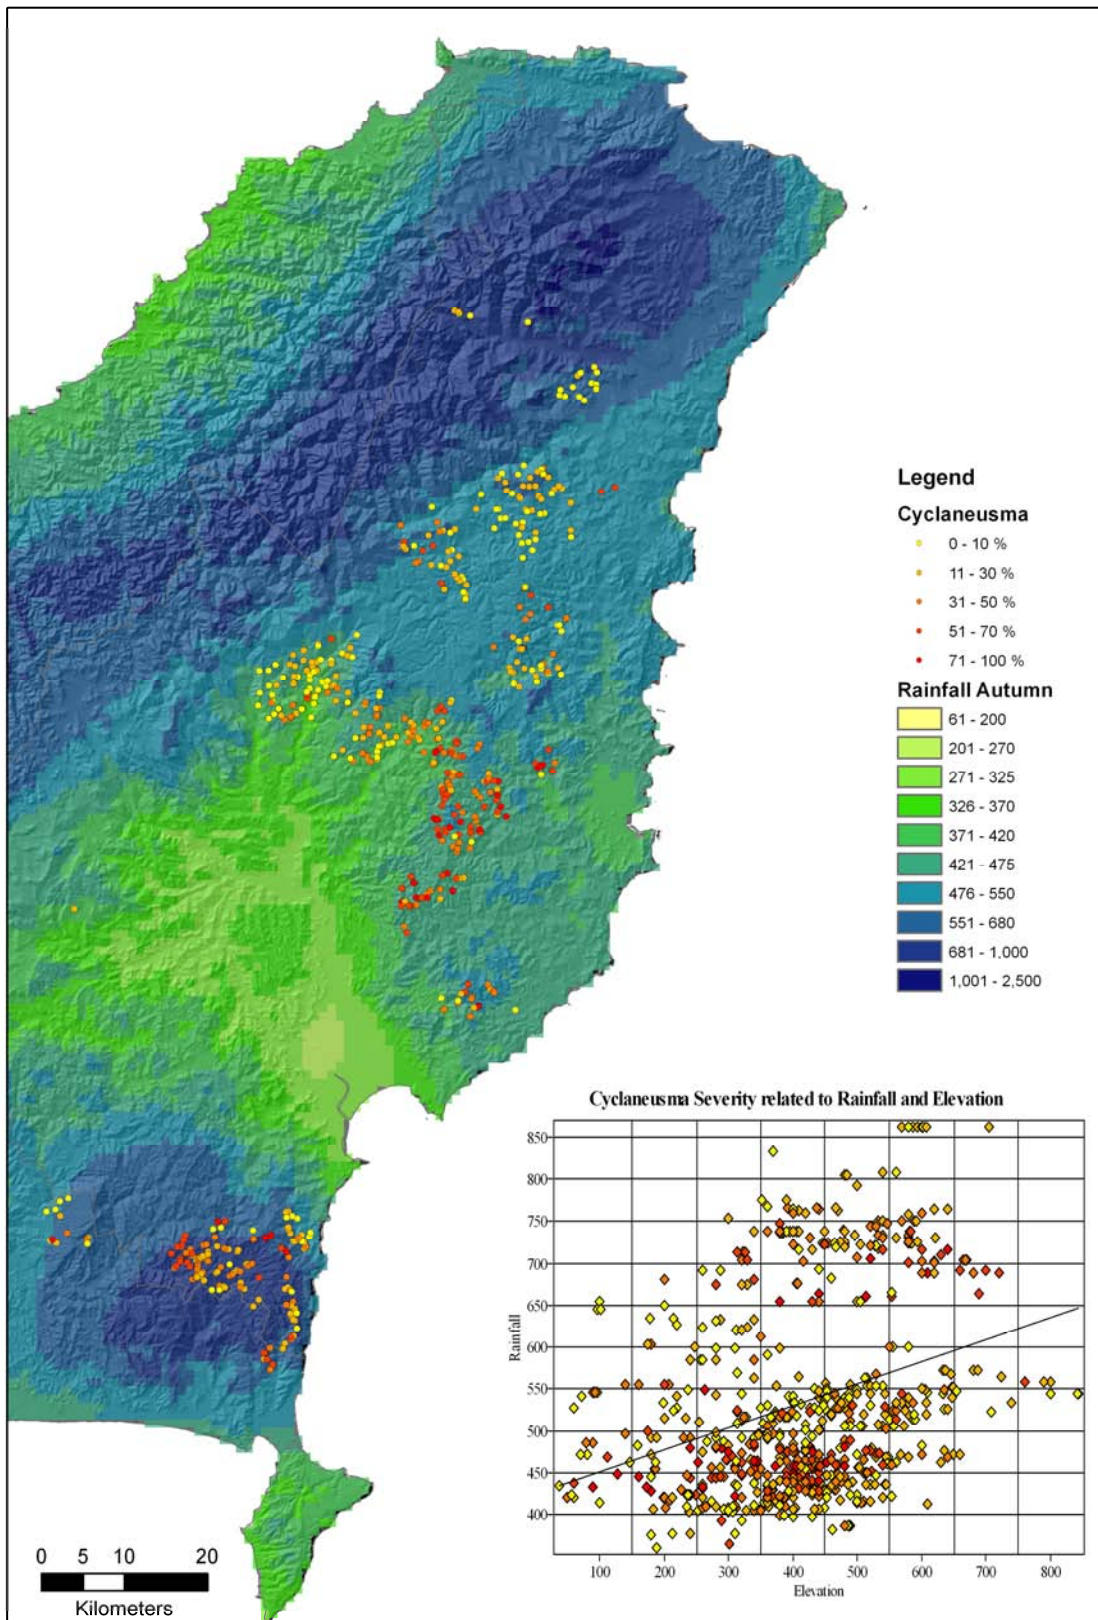 Legend
Cyclaneusma
0 - 10 %
11 - 30 %
31 - 50 %
51 - 70 %
71 - 100 %
Rainfall Autumn
61 - 200
201 - 270
271 - 325
326 - 370
371 - 420
421 - 475
476 - 550
551 - 680
681 - 1.000
1,001 - 2,500
Cyclaneusma Severity related to Rainfall and Elevation
850
800
750
700
650
600
550
500
450
400
Rainfall
100 200 300 400 500 600 700 800
Elevation
0 5 10 20
Kilometers